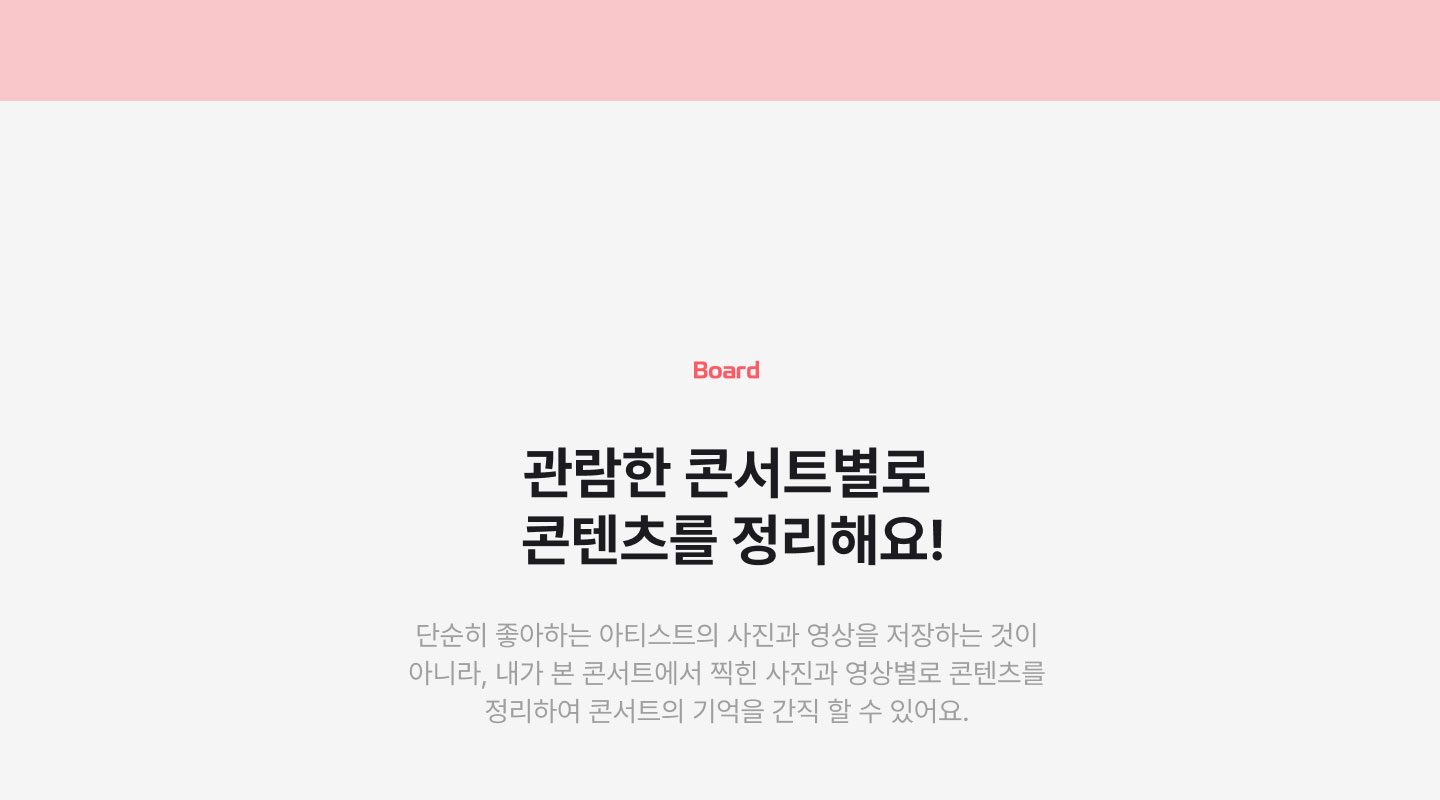 Board
관람한 콘서트별로
콘텐츠를 정리해요!
단순히 좋아하는 아티스트의 사진과 영상을 저장하는 것이
아니라, 내가 본 콘서트에서 찍힌 사진과 영상별로 콘텐츠를
정리하여 콘서트의 기억을 간직 할 수 있어요.